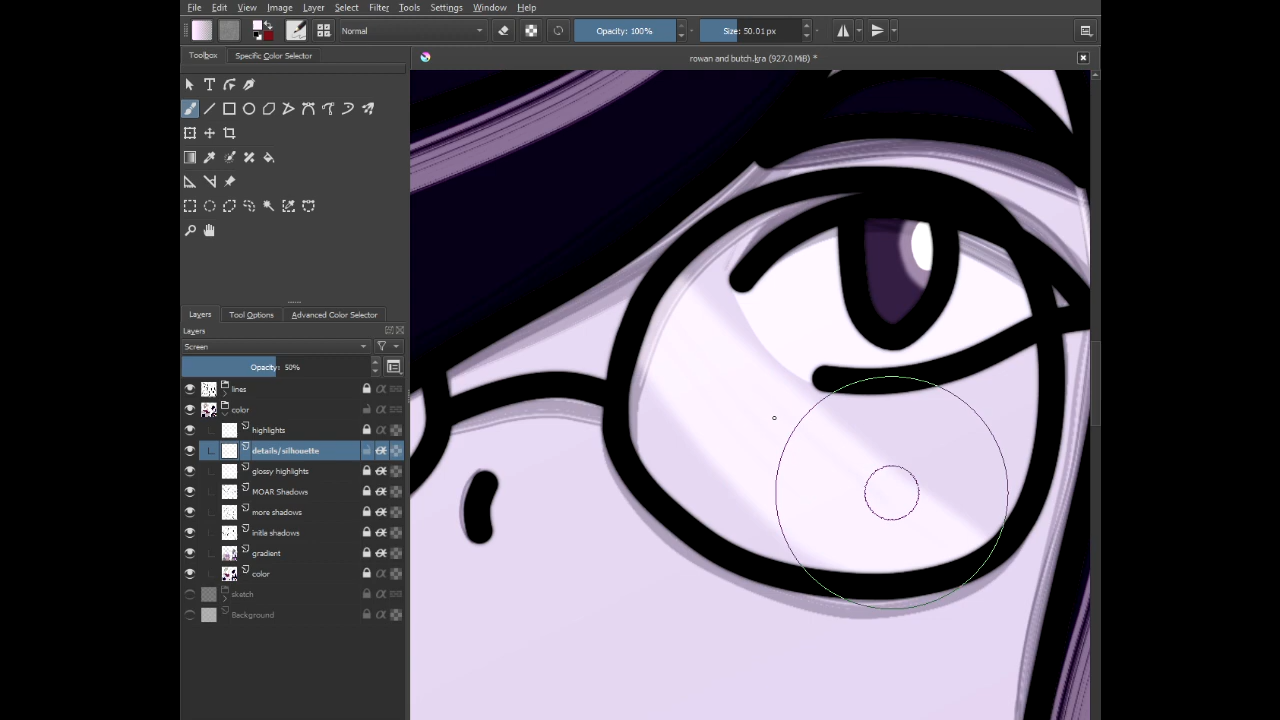 File Edit View Image Layer Select Filter Tools Settings Window Help
Normal Opacity: 100% Size: 50.01 px
Toolbox Specific Color Selector
rowan and butch.kra (927.0 MiB) *
Layers Tool Options Advanced Color Selector
Layers
Screen
Opacity: 50%
lines
color
highlights
details/silhouette
glossy highlights
MOAR Shadows
more shadows
initla shadows
gradient
color
sketch
Background